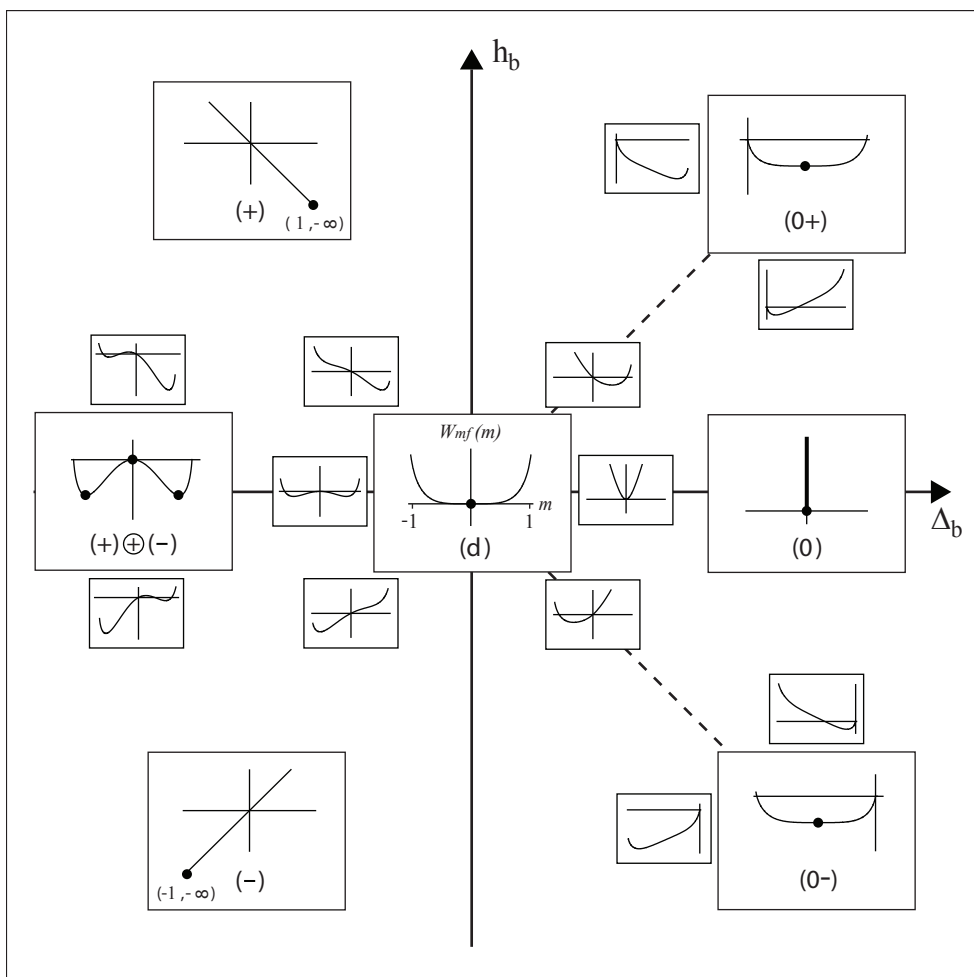 h_b
(+)
(1,-∞)
(0+)
W_mf(m)
m
-1
1
(d)
(+)⊕(-)
(0)
Δ_b
(-1,-∞)
(-)
(0-)